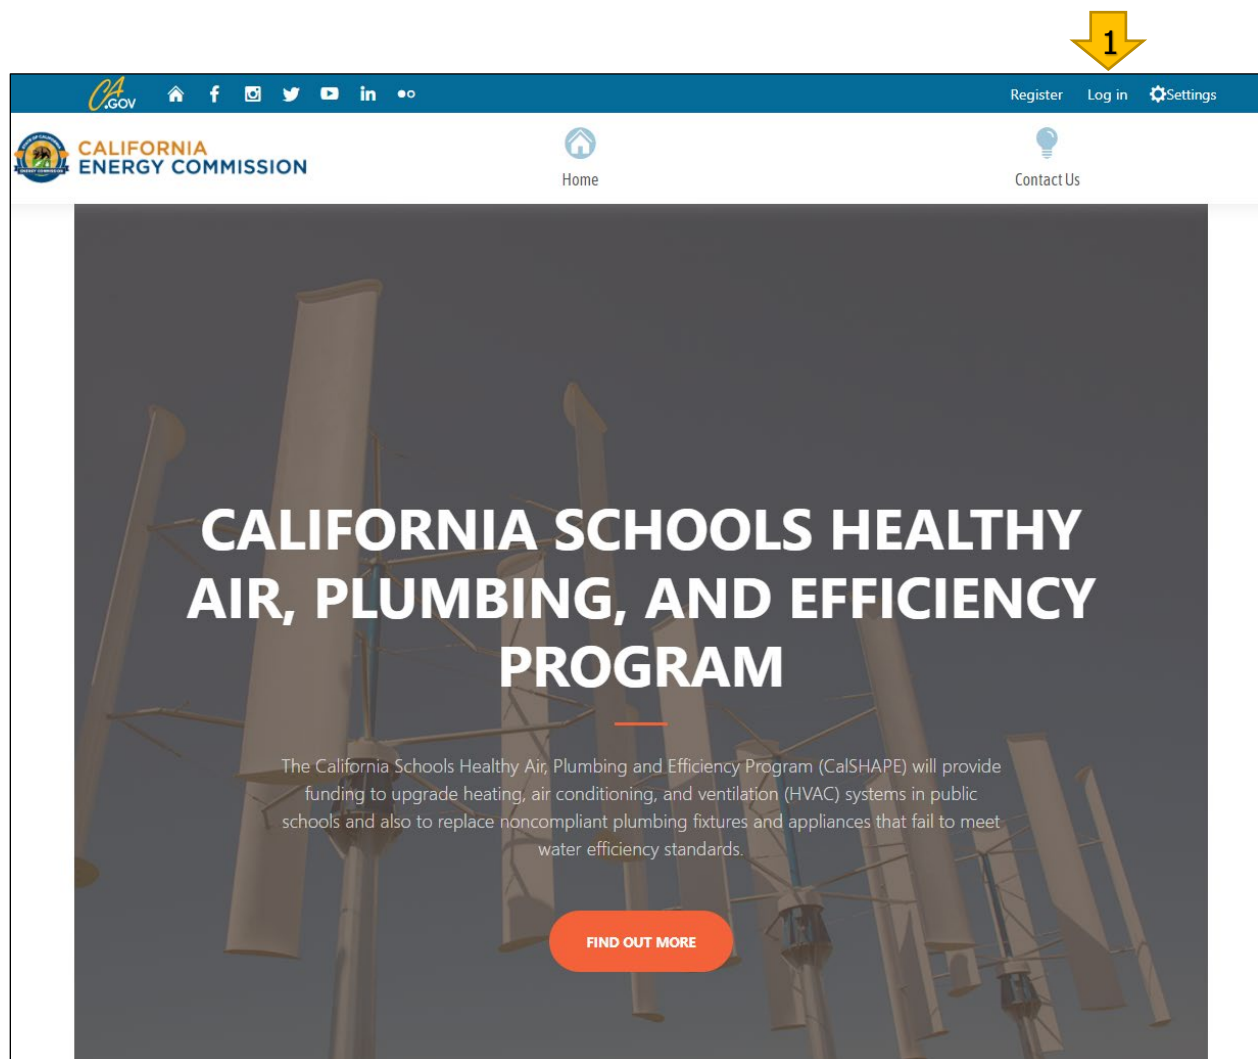 1
CA.GOV
Register Log in Settings
CALIFORNIA
ENERGY COMMISSION
Home
Contact Us
CALIFORNIA SCHOOLS HEALTHY
AIR, PLUMBING, AND EFFICIENCY
PROGRAM
The California Schools Healthy Air, Plumbing and Efficiency Program (CalSHAPE) will provide
funding to upgrade heating, air conditioning, and ventilation (HVAC) systems in public
schools and also to replace noncompliant plumbing fixtures and appliances that fail to meet
water efficiency standards.
FIND OUT MORE